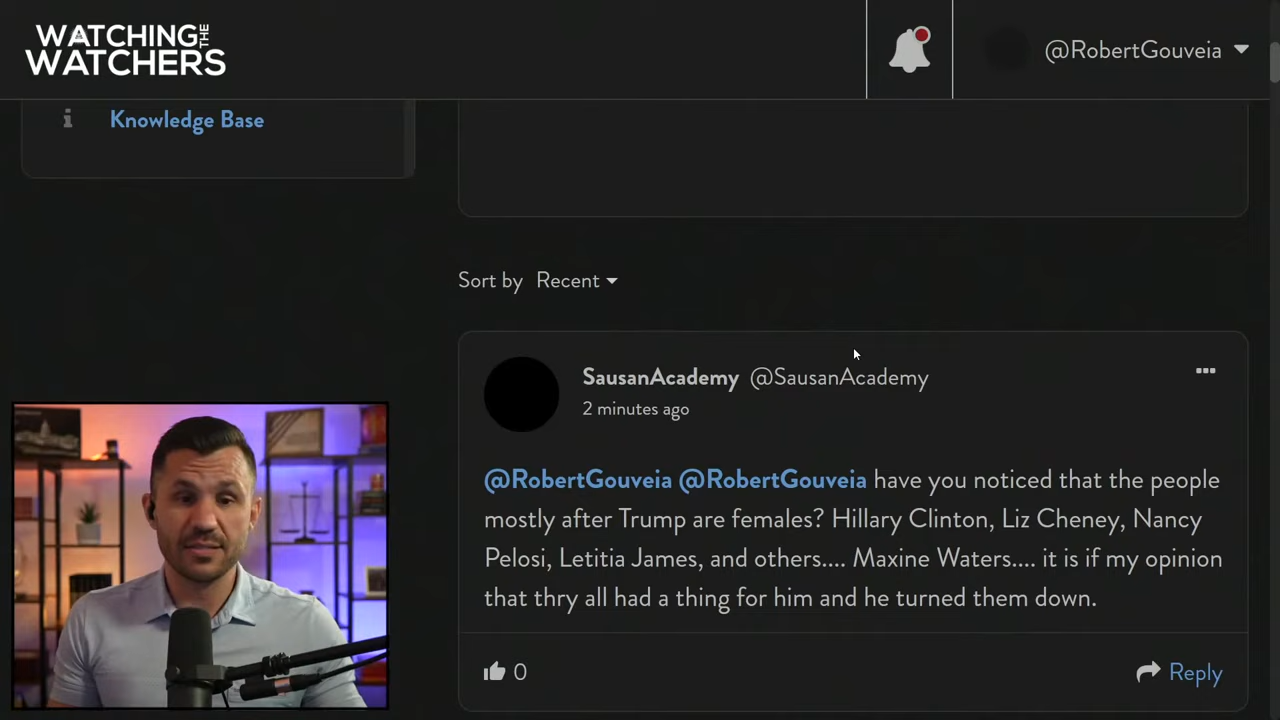 WATCHING THE
WATCHERS
@RobertGouveia
Knowledge Base
Sort by Recent
SausanAcademy @SausanAcademy
2 minutes ago
@RobertGouveia @RobertGouveia have you noticed that the people
mostly after Trump are females? Hillary Clinton, Liz Cheney, Nancy
Pelosi, Letitia James, and others.... Maxine Waters.... it is if my opinion
that thry all had a thing for him and he turned them down.
0
Reply